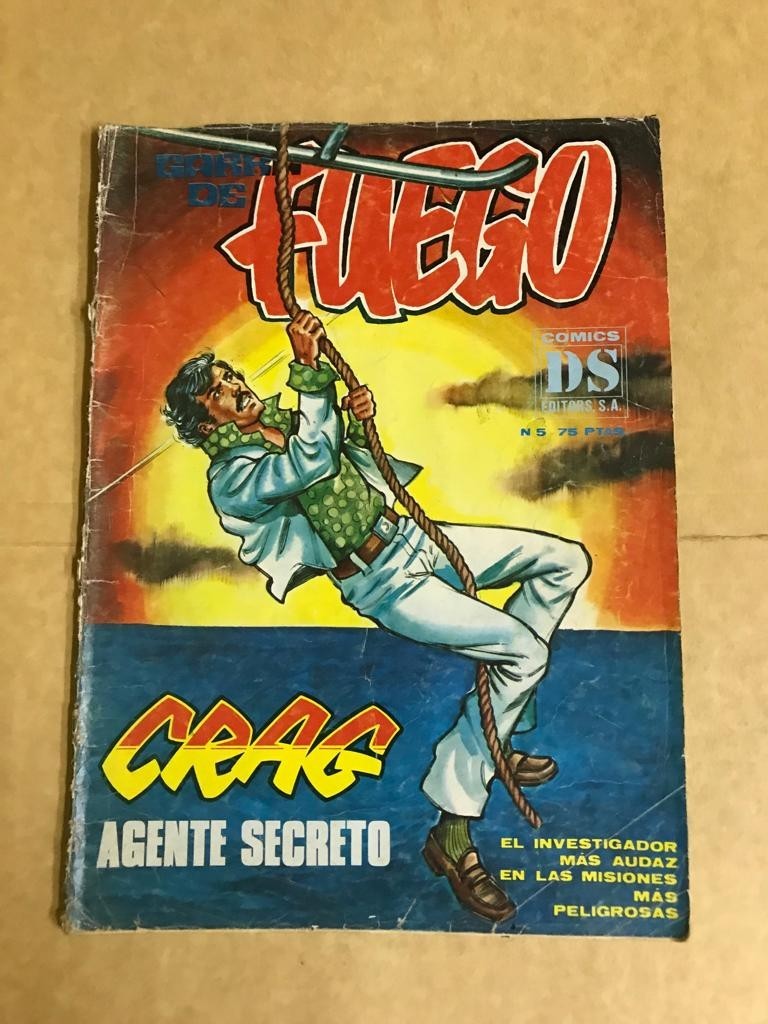 GARRA
DE
FUEGO
COMICS
DS
EDITORS, S.A.
N 5 75 PTAS
CRAG
AGENTE SECRETO
EL INVESTIGADOR
MÁS AUDAZ
EN LAS MISIONES
MÁS
PELIGROSAS